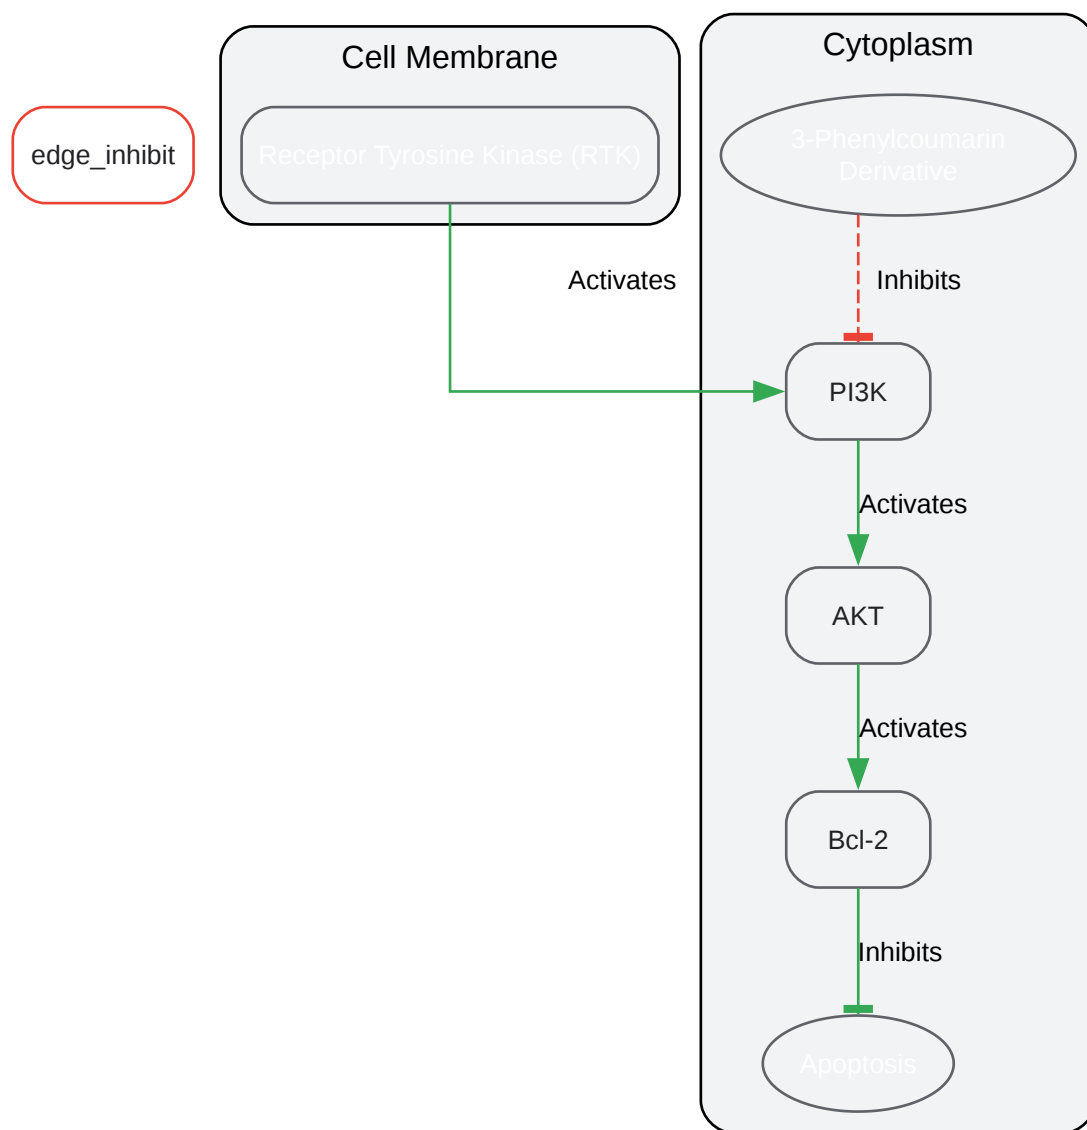 Cell Membrane
Cytoplasm
edge_inhibit
Receptor Tyrosine Kinase (RTK)
3-Phenylcoumarin
Derivative
Activates
Inhibits
PI3K
Activates
AKT
Activates
Bcl-2
Inhibits
Apoptosis